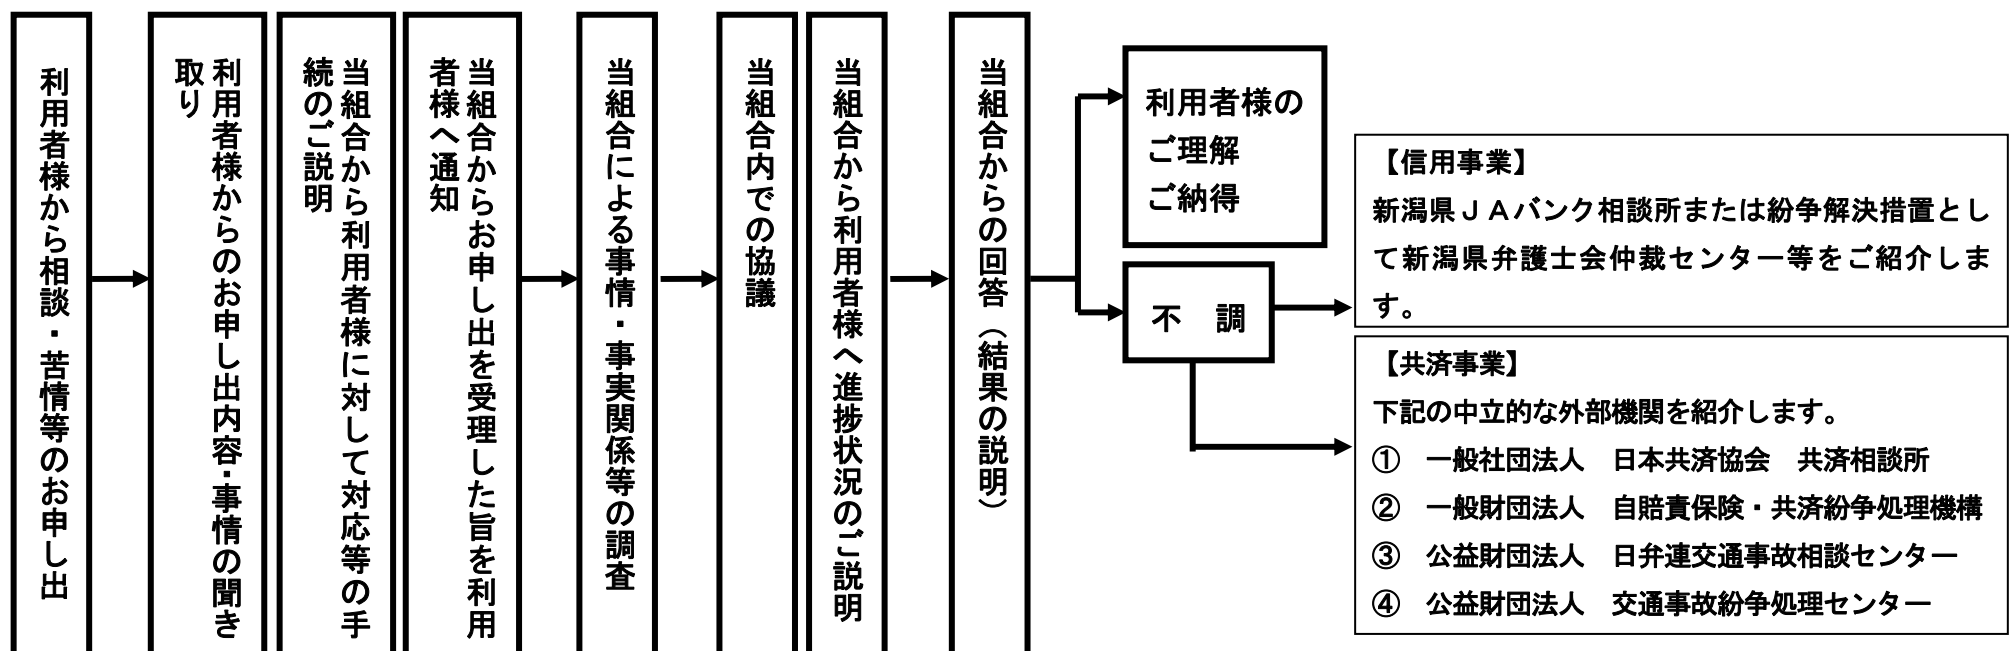 利用者様から相談・苦情等のお申し出
利用者様からのお申し出内容・事情の聞き
取り
当組合から利用者様に対して対応等の手
続のご説明
当組合からお申し出を受理した旨を利用
者様へ通知
当組合による事情・事実関係等の調査
当組合内での協議
当組合から利用者様へ進捗状況のご説明
当組合からの回答（結果の説明）
利用者様の
ご理解
ご納得
不　調
【信用事業】
新潟県ＪＡバンク相談所または紛争解決措置とし
て新潟県弁護士会仲裁センター等をご紹介しま
す。
【共済事業】
下記の中立的な外部機関を紹介します。
①　一般社団法人　日本共済協会　共済相談所
②　一般財団法人　自賠責保険・共済紛争処理機構
③　公益財団法人　日弁連交通事故相談センター
④　公益財団法人　交通事故紛争処理センター